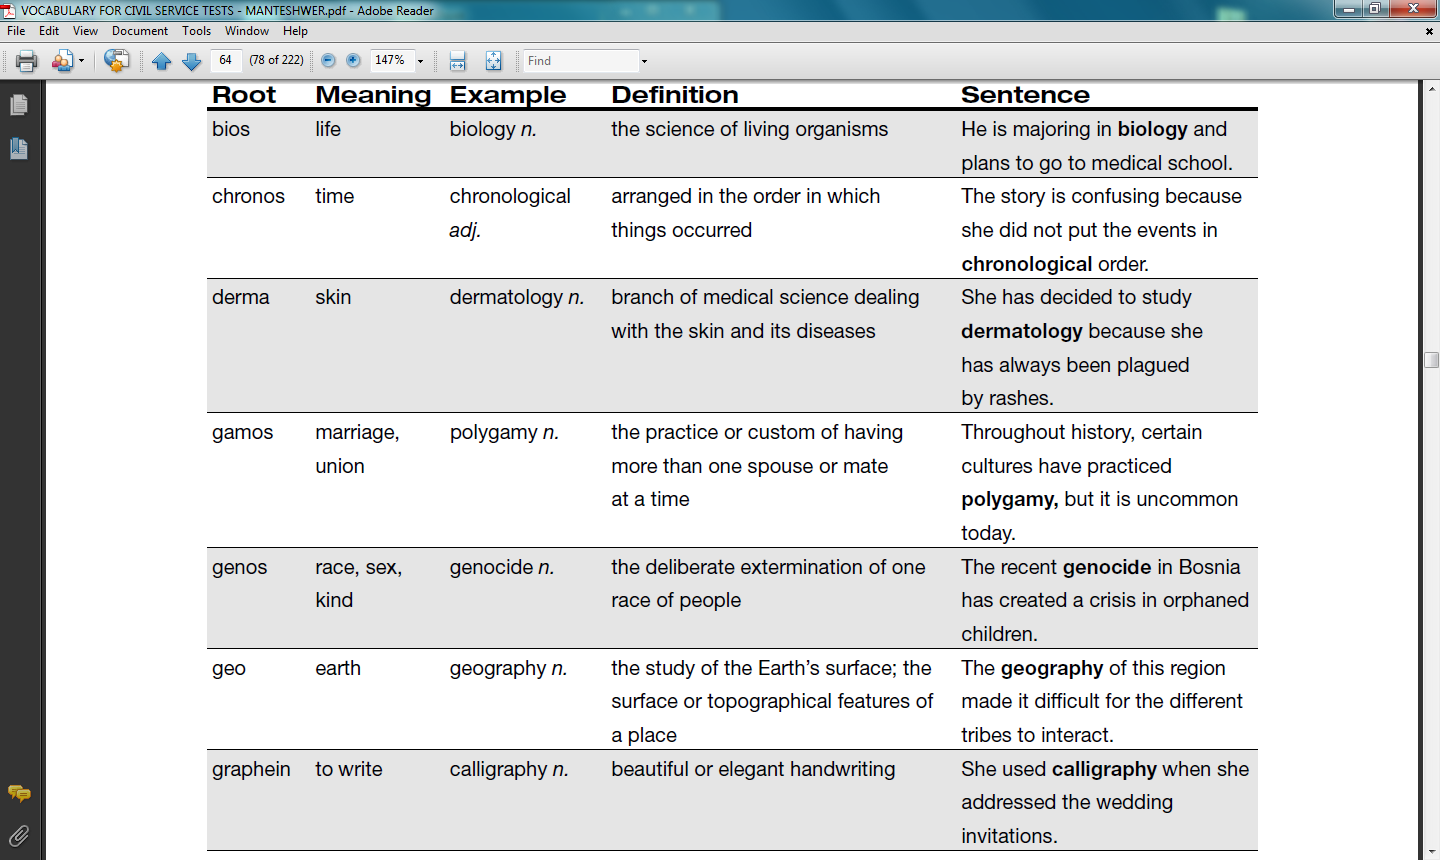 VOCABULARY FOR CIVIL SERVICE TESTS - MANTESHWER.pdf - Adobe Reader
File Edit View Document Tools Window Help
64 (78 of 222) 147% Find
Root Meaning Example Definition Sentence
bios life biology n. the science of living organisms He is majoring in biology and
plans to go to medical school.
chronos time chronological arranged in the order in which The story is confusing because
adj. things occurred she did not put the events in
chronological order.
derma skin dermatology n. branch of medical science dealing She has decided to study
with the skin and its diseases dermatology because she
has always been plagued
by rashes.
gamos marriage, polygamy n. the practice or custom of having Throughout history, certain
union more than one spouse or mate cultures have practiced
at a time polygamy, but it is uncommon
today.
genos race, sex, genocide n. the deliberate extermination of one The recent genocide in Bosnia
kind race of people has created a crisis in orphaned
children.
geo earth geography n. the study of the Earth’s surface; the The geography of this region
surface or topographical features of made it difficult for the different
a place tribes to interact.
graphein to write calligraphy n. beautiful or elegant handwriting She used calligraphy when she
addressed the wedding
invitations.